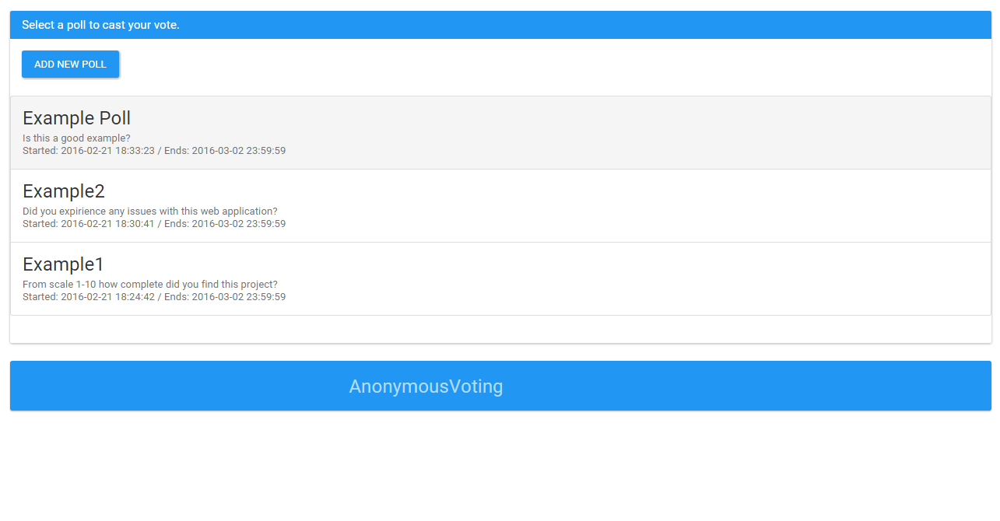 Select a poll to cast your vote.
ADD NEW POLL
Example Poll
Is this a good example?
Started: 2016-02-21 18:33:23 / Ends: 2016-03-02 23:59:59
Example2
Did you expirience any issues with this web application?
Started: 2016-02-21 18:30:41 / Ends: 2016-03-02 23:59:59
Example1
From scale 1-10 how complete did you find this project?
Started: 2016-02-21 18:24:42 / Ends: 2016-03-02 23:59:59
AnonymousVoting